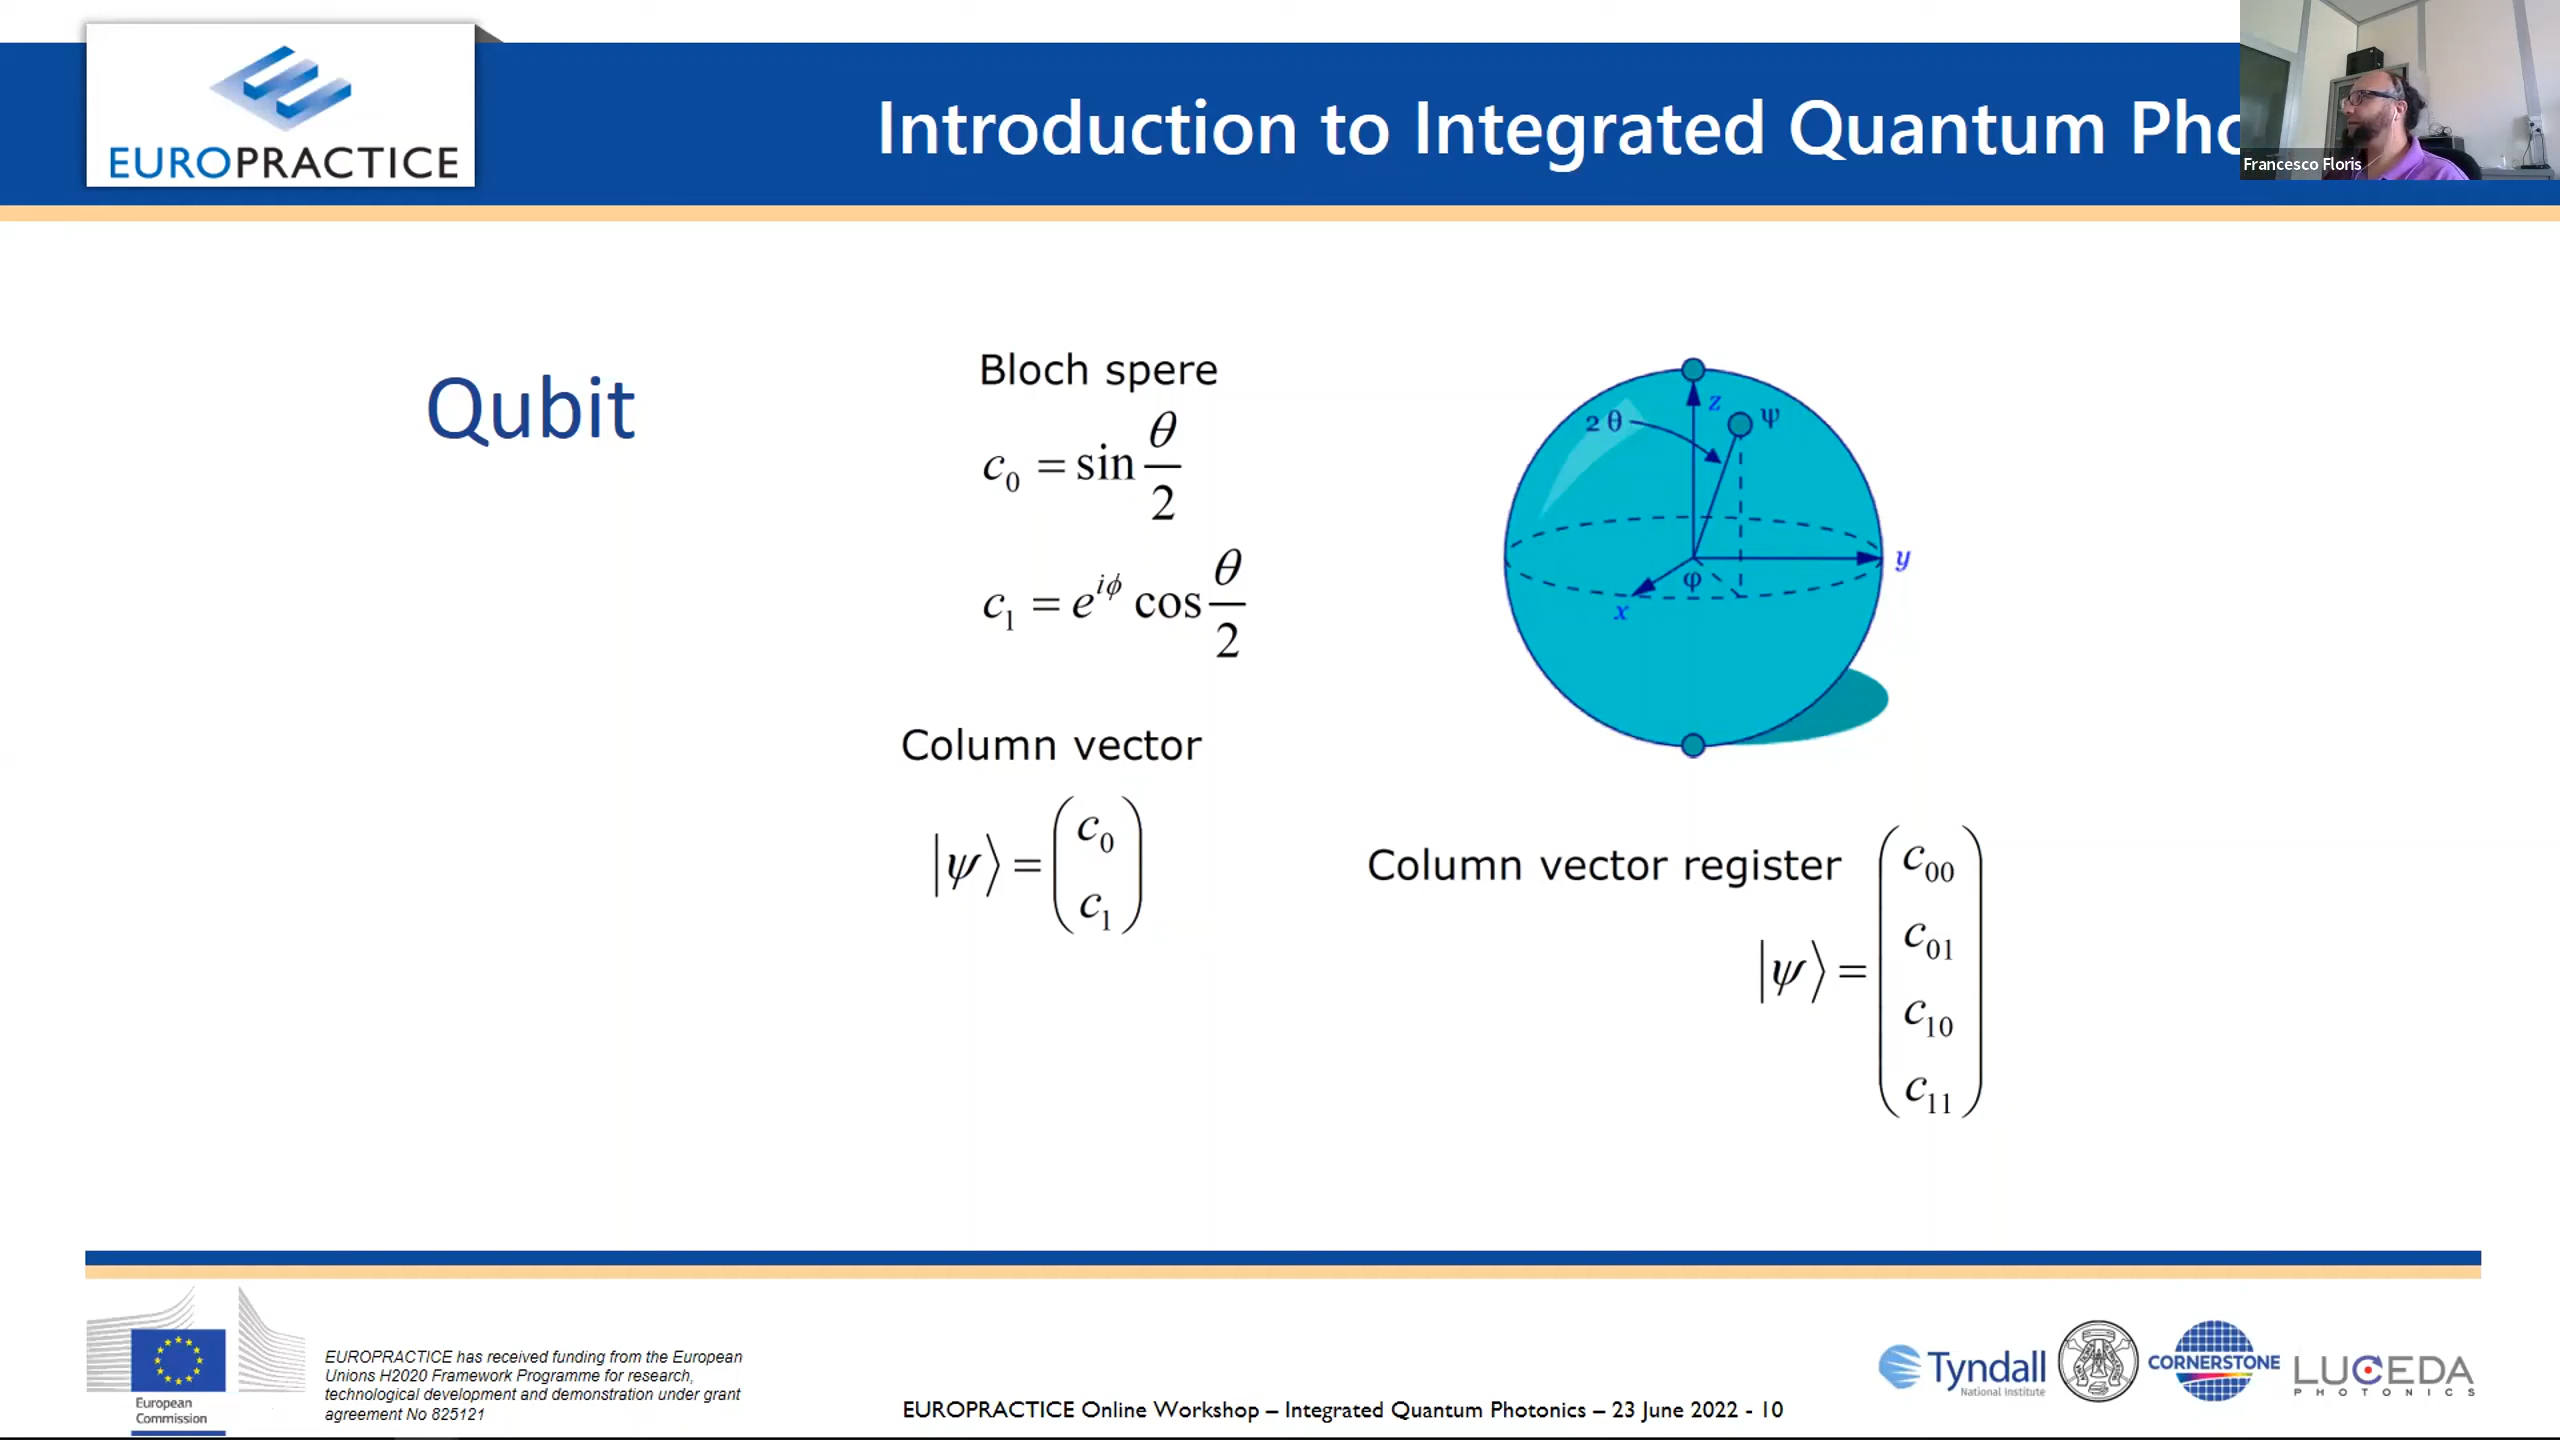 EUROPRACTICE
Introduction to Integrated Quantum Pho
Francesco Floris
Qubit
Bloch spere
c₀ = sin θ/2
c₁ = e^{iϕ} cos θ/2
z
2 θ
ψ
y
φ
x
Column vector
|ψ⟩ = (c₀
c₁)
Column vector register
|ψ⟩ = (c₀₀
c₀₁
c₁₀
c₁₁)
European
Commission
EUROPRACTICE has received funding from the European
Unions H2020 Framework Programme for research,
technological development and demonstration under grant
agreement No 825121
EUROPRACTICE Online Workshop – Integrated Quantum Photonics – 23 June 2022 - 10
Tyndall
National Institute
CORNERSTONE
LUCEDA
PHOTONICS